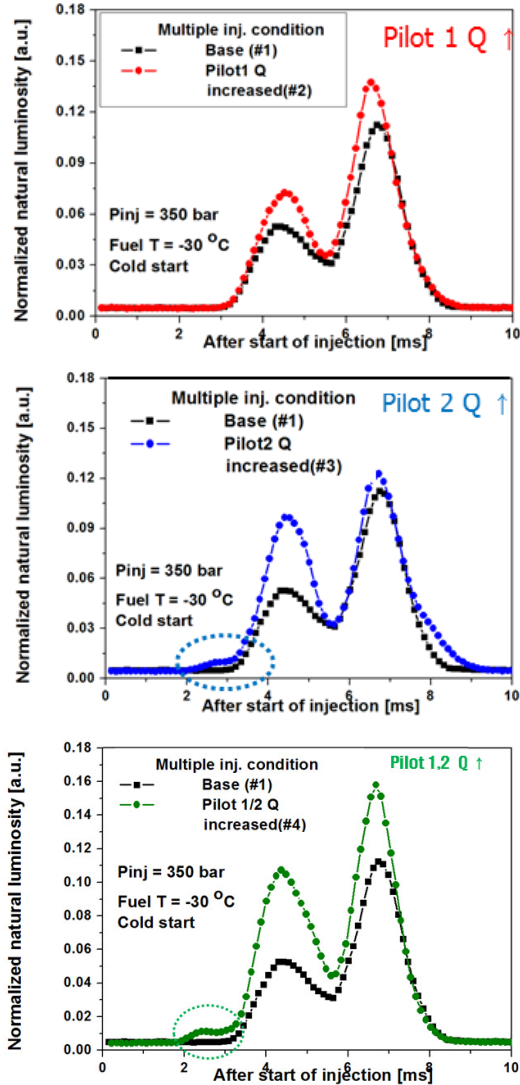 Multiple inj. condition
Base (#1)
Pilot1 Q
increased(#2)
Pilot 1 Q ↑
Pinj = 350 bar
Fuel T = -30 °C
Cold start
Normalized natural luminosity [a.u.]
0.18
0.15
0.12
0.09
0.06
0.03
0.00
0 2 4 6 8 10
After start of injection [ms]
Multiple inj. condition
Base (#1)
Pilot2 Q
increased(#3)
Pilot 2 Q ↑
Pinj = 350 bar
Fuel T = -30 °C
Cold start
Normalized natural luminosity [a.u.]
0.18
0.15
0.12
0.09
0.06
0.03
0.00
0 2 4 6 8 10
After start of injection [ms]
Multiple inj. condition
Base (#1)
Pilot 1/2 Q
increased(#4)
Pilot 1,2 Q ↑
Pinj = 350 bar
Fuel T = -30 °C
Cold start
Normalized natural luminosity [a.u.]
0.18
0.16
0.14
0.12
0.10
0.08
0.06
0.04
0.02
0.00
0 2 4 6 8 10
After start of injection [ms]